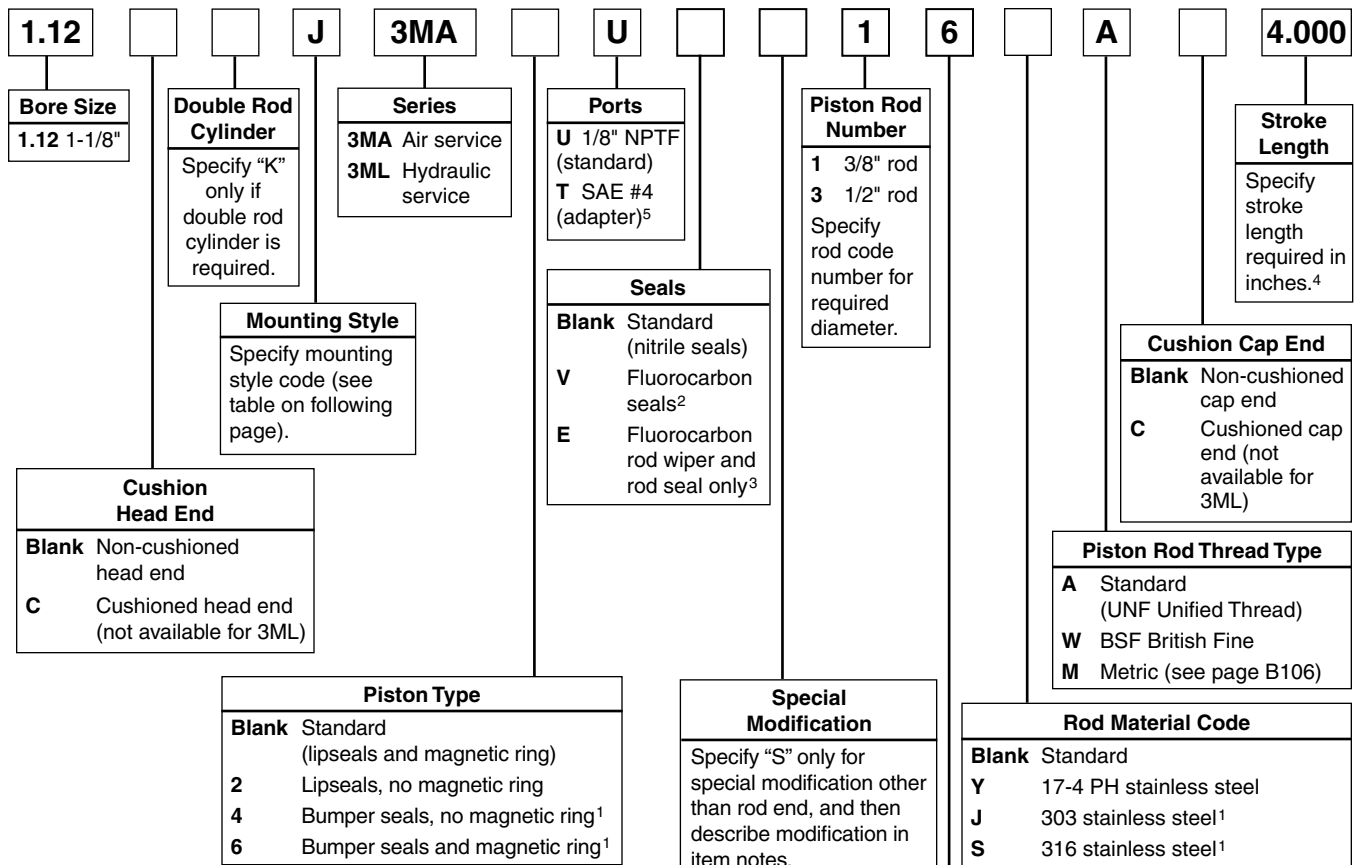 1.12 J 3MA U 1 6 A 4.000
Bore Size
1.12 1-1/8"
Double Rod
Cylinder
Specify “K”
only if
double rod
cylinder is
required.
Series
3MA Air service
3ML Hydraulic
service
Ports
U 1/8" NPTF
(standard)
T SAE #4
(adapter)5
Piston Rod
Number
1 3/8" rod
3 1/2" rod
Specify
rod code
number for
required
diameter.
Stroke
Length
Specify
stroke
length
required in
inches.4
Mounting Style
Specify mounting
style code (see
table on following
page).
Seals
Blank Standard
(nitrile seals)
V Fluorocarbon
seals2
E Fluorocarbon
rod wiper and
rod seal only3
Cushion Cap End
Blank Non-cushioned
cap end
C Cushioned cap
end (not
available for
3ML)
Cushion
Head End
Blank Non-cushioned
head end
C Cushioned head end
(not available for 3ML)
Piston Rod Thread Type
A Standard
(UNF Unified Thread)
W BSF British Fine
M Metric (see page B106)
Piston Type
Blank Standard
(lipseals and magnetic ring)
2 Lipseals, no magnetic ring
4 Bumper seals, no magnetic ring1
6 Bumper seals and magnetic ring1
Special
Modification
Specify “S” only for
special modification other
than rod end, and then
describe modification in
item notes.
Rod Material Code
Blank Standard
Y 17-4 PH stainless steel
J 303 stainless steel1
S 316 stainless steel1